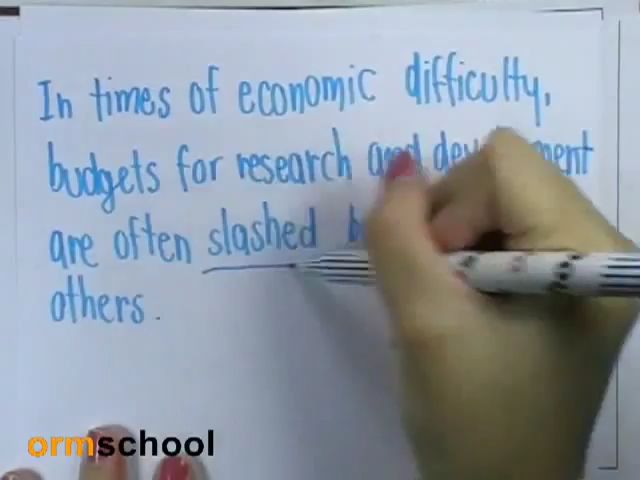 In times of economic difficulty,
budgets for research and development
are often slashed
others.
ormschool